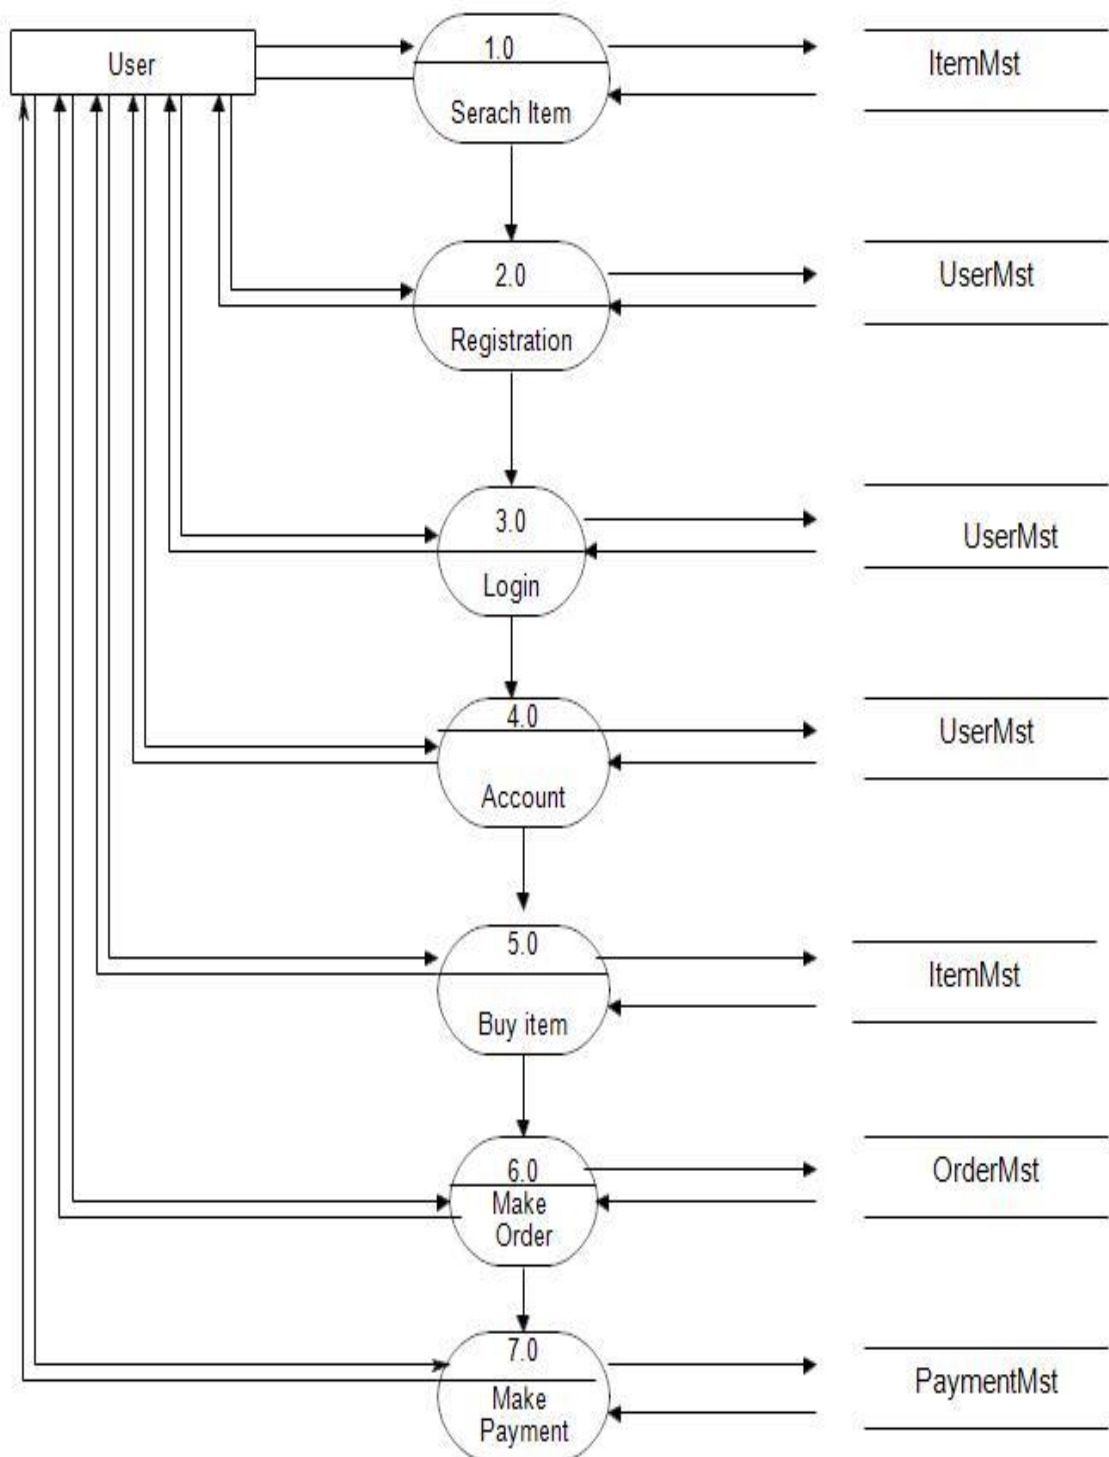 User
1.0
Serach Item
ItemMst
2.0
Registration
UserMst
3.0
Login
UserMst
4.0
Account
UserMst
5.0
Buy item
ItemMst
6.0
Make
Order
OrderMst
7.0
Make
Payment
PaymentMst